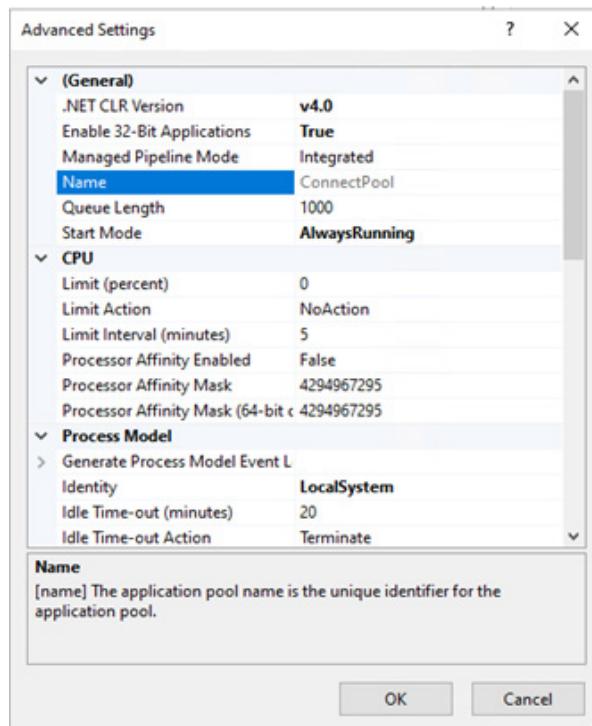 Advanced Settings ? ×
(General)
.NET CLR Version v4.0
Enable 32-Bit Applications True
Managed Pipeline Mode Integrated
Name ConnectPool
Queue Length 1000
Start Mode AlwaysRunning
CPU
Limit (percent) 0
Limit Action NoAction
Limit Interval (minutes) 5
Processor Affinity Enabled False
Processor Affinity Mask 4294967295
Processor Affinity Mask (64-bit c 4294967295
Process Model
Generate Process Model Event L
Identity LocalSystem
Idle Time-out (minutes) 20
Idle Time-out Action Terminate
Name
[name] The application pool name is the unique identifier for the
application pool.
OK Cancel